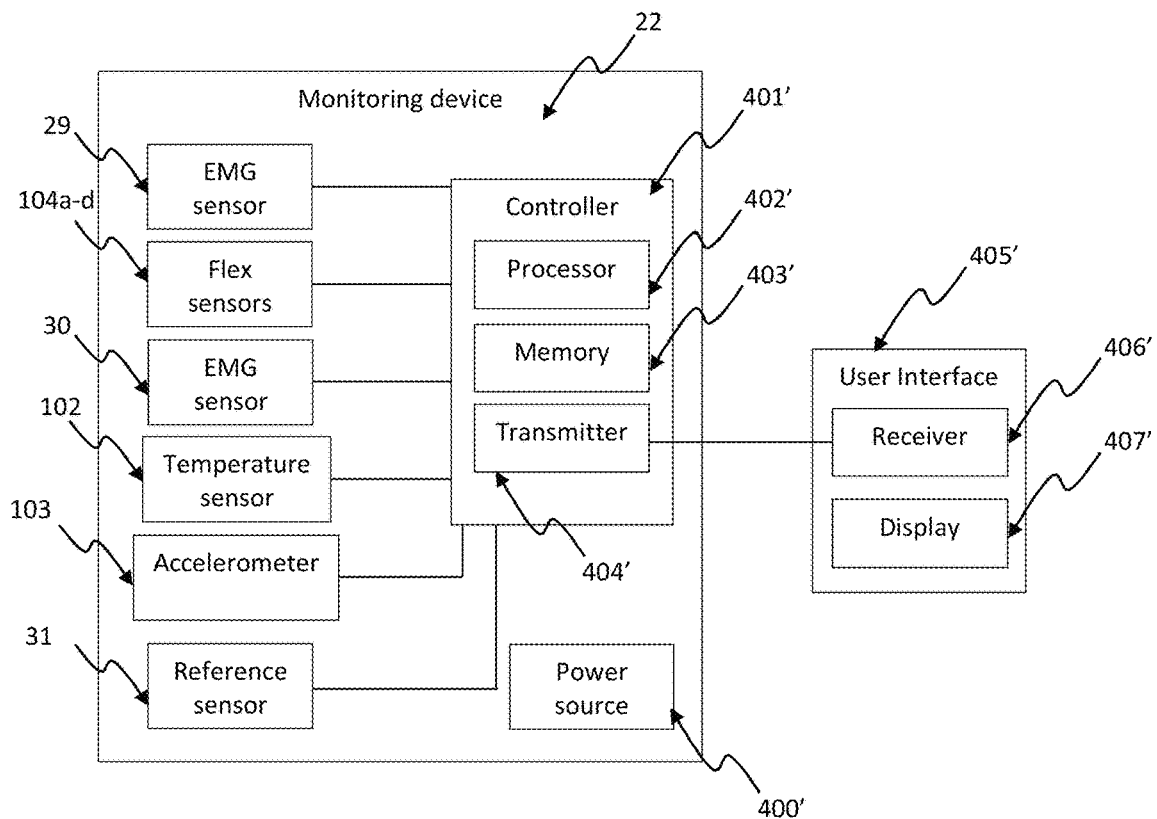 22
Monitoring device
29
EMG
sensor
104a-d
Flex
sensors
30
EMG
sensor
102
Temperature
sensor
103
Accelerometer
31
Reference
sensor
Controller
401’
Processor
402’
Memory
403’
Transmitter
404’
Power
source
400’
405’
User Interface
406’
Receiver
407’
Display